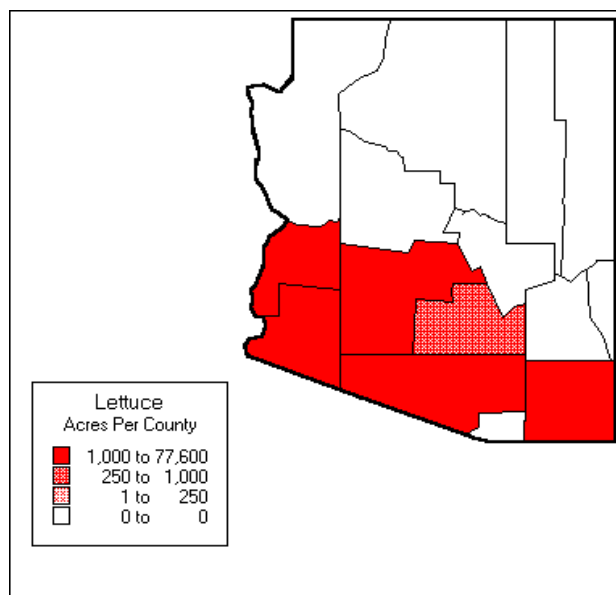 Lettuce
Acres Per County
1,000 to 77,600
250 to 1,000
1 to 250
0 to 0